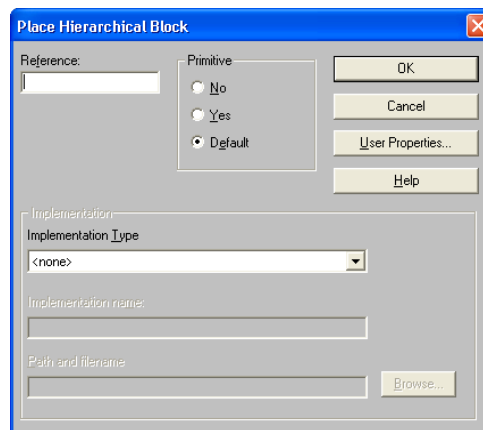 Place Hierarchical Block
Reference:
Primitive
No
Yes
Default
OK
Cancel
User Properties...
Help
Implementation
Implementation Type
<none>
Implementation name:
Path and filename
Browse...